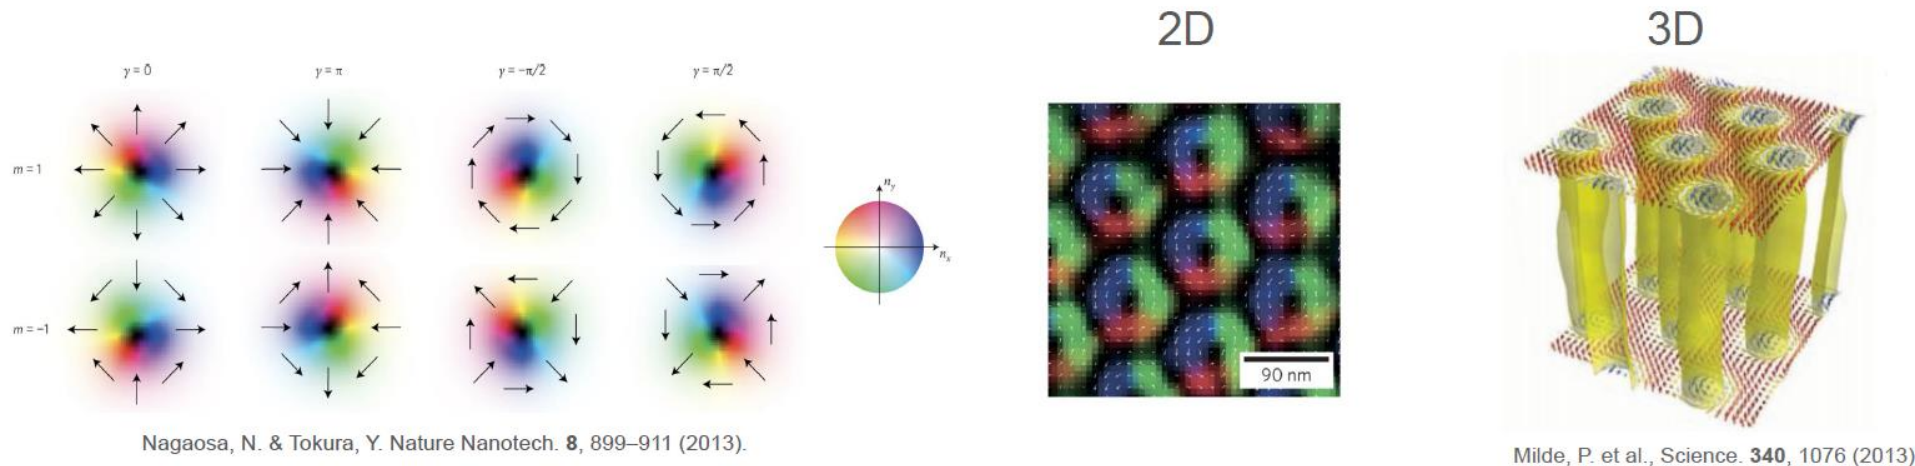 2D
3D
γ = 0
γ = π
γ = −π/2
γ = π/2
m = 1
n_y
n_x
m = −1
90 nm
Nagaosa, N. & Tokura, Y. Nature Nanotech. 8, 899–911 (2013).
Milde, P. et al., Science. 340, 1076 (2013)